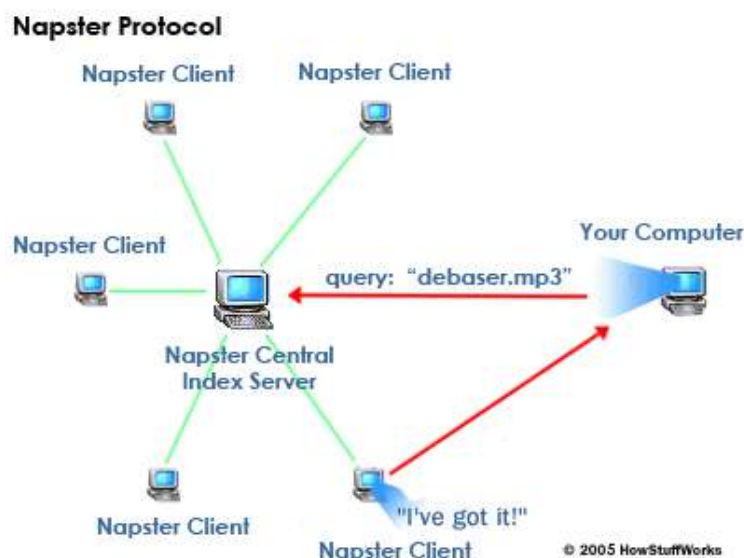 Napster Protocol
Napster Client
Napster Client
Napster Client
Your Computer
query: “debaser.mp3”
Napster Central
Index Server
"I've got it!"
Napster Client
Napster Client
© 2005 HowStuffWorks